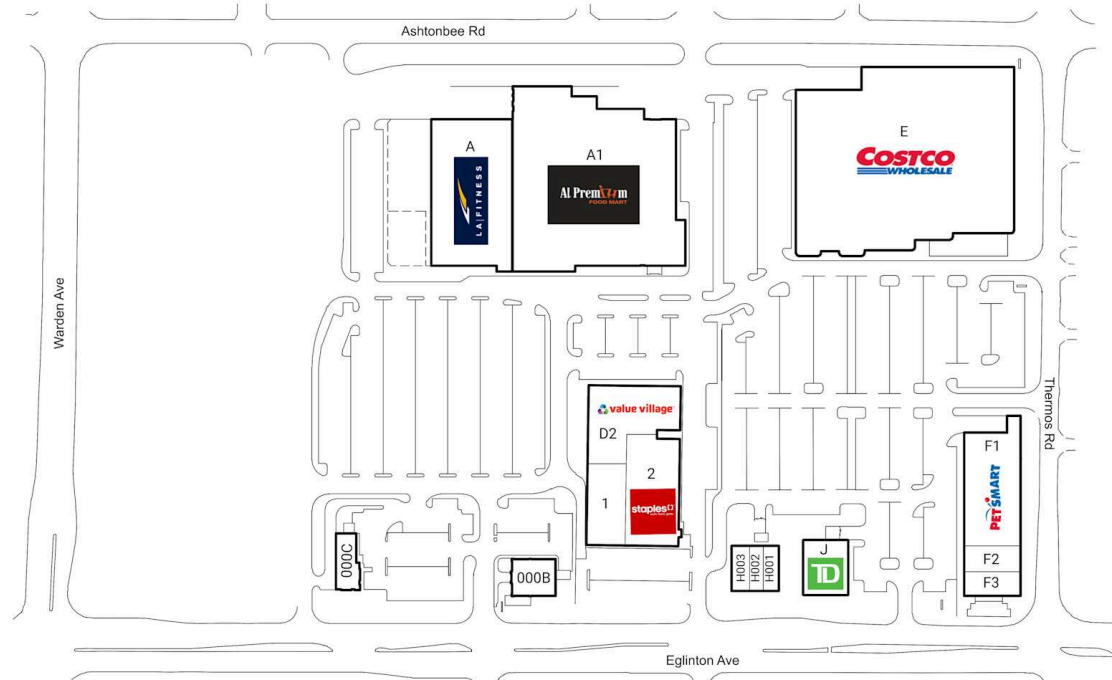 Ashtonbee Rd
A
LA|FITNESS
A1
Al Premium
FOOD MART
E
COSTCO
WHOLESALE
Warden Ave
Thermos Rd
value village
D2
1
2
staples
F1
PETSMART
F2
F3
000C
000B
H003
H002
H001
J
TD
Eglinton Ave